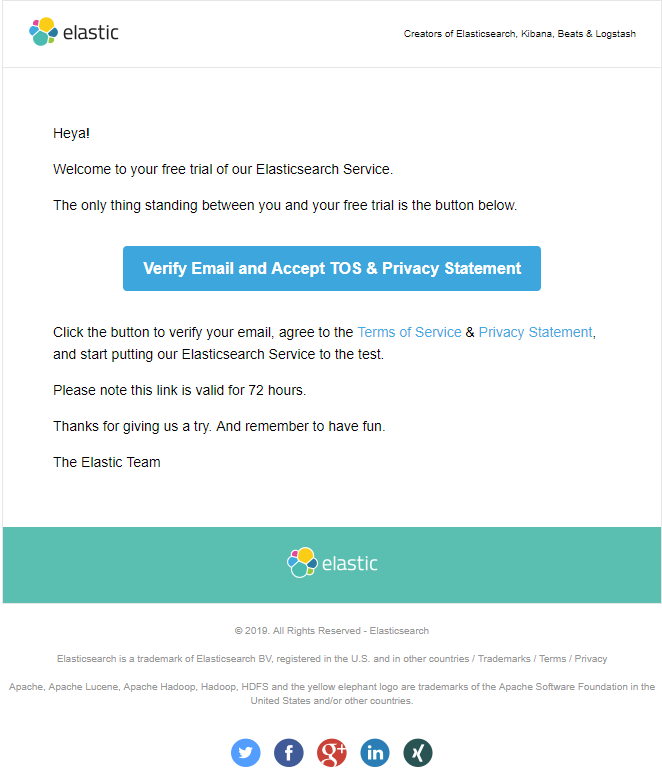 elastic
Creators of Elasticsearch, Kibana, Beats & Logstash
Heya!
Welcome to your free trial of our Elasticsearch Service.
The only thing standing between you and your free trial is the button below.
Verify Email and Accept TOS & Privacy Statement
Click the button to verify your email, agree to the Terms of Service & Privacy Statement,
and start putting our Elasticsearch Service to the test.
Please note this link is valid for 72 hours.
Thanks for giving us a try. And remember to have fun.
The Elastic Team
elastic
© 2019. All Rights Reserved - Elasticsearch
Elasticsearch is a trademark of Elasticsearch BV, registered in the U.S. and in other countries / Trademarks / Terms / Privacy
Apache, Apache Lucene, Apache Hadoop, Hadoop, HDFS and the yellow elephant logo are trademarks of the Apache Software Foundation in the
United States and/or other countries.
f g+ in X